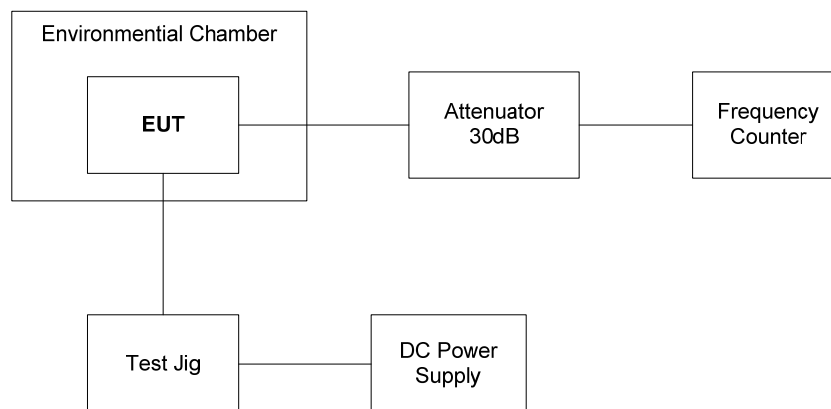 Environmential Chamber
EUT
Attenuator
30dB
Frequency
Counter
Test Jig
DC Power
Supply